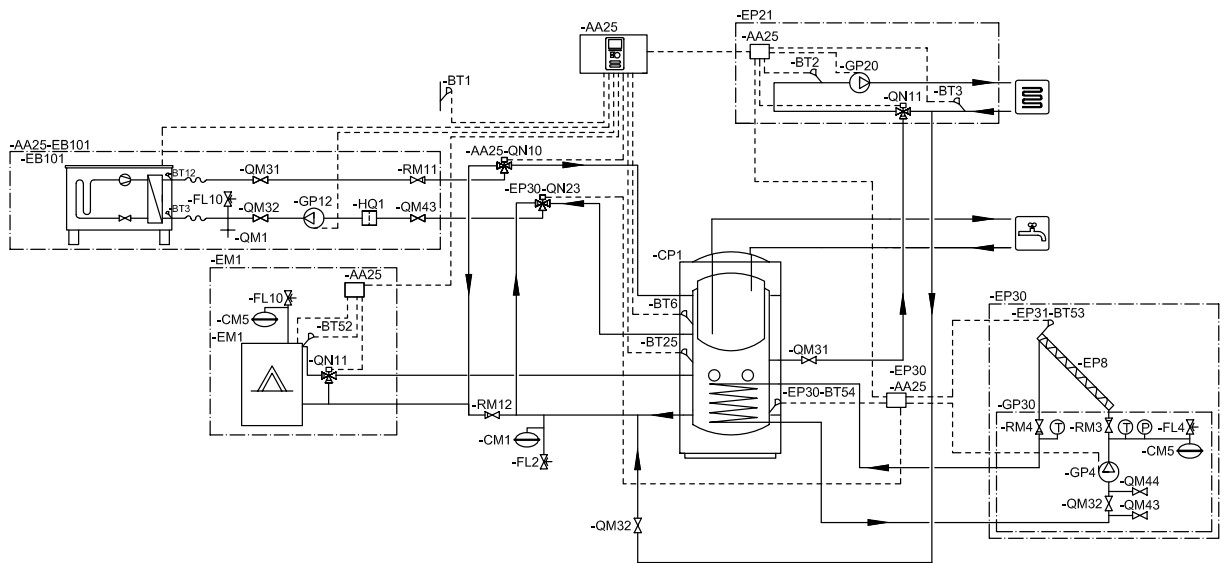 -EP21
-AA25
-AA25
-BT2
-GP20
-BT1
-QN11
-BT3
-AA25-EB101
-EB101
-AA25-QN10
-BT12
-QM31
-RM11
-EP30-QN23
-FL10
-BT3
-QM32
-GP12
-HQ1
-QM43
-QM1
-CP1
-EM1
-AA25
-FL10
-BT6
-EP30
-EP31-BT53
-CM5
-BT52
-EM1
-BT25
-QM31
-QN11
-EP8
-EP30
-AA25
-EP30-BT54
-RM12
-GP30
-RM4
T
-RM3
T
P
-FL4
-CM1
-CM5
-FL2
-GP4
-QM44
-QM32
-QM43
-QM32